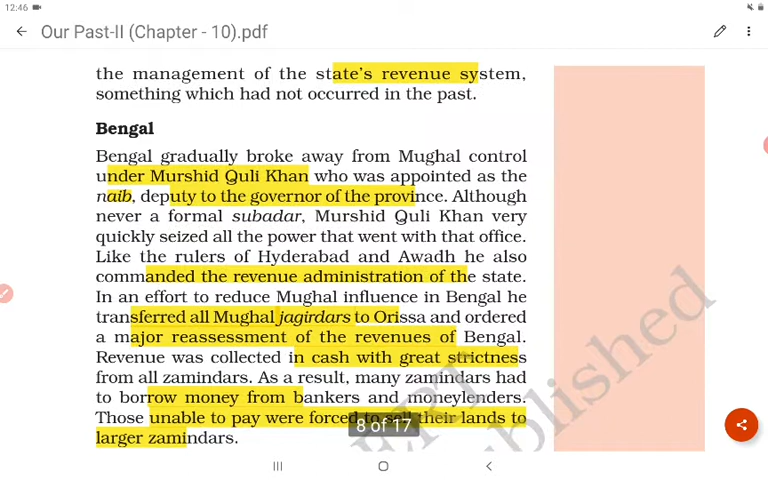 12:46
Our Past-II (Chapter - 10).pdf
the management of the state's revenue system,
something which had not occurred in the past.
Bengal
Bengal gradually broke away from Mughal control
under Murshid Quli Khan who was appointed as the
naib, deputy to the governor of the province. Although
never a formal subadar, Murshid Quli Khan very
quickly seized all the power that went with that office.
Like the rulers of Hyderabad and Awadh he also
commanded the revenue administration of the state.
In an effort to reduce Mughal influence in Bengal he
transferred all Mughal jagirdars to Orissa and ordered
a major reassessment of the revenues of Bengal.
Revenue was collected in cash with great strictness
from all zamindars. As a result, many zamindars had
to borrow money from bankers and moneylenders.
Those unable to pay were forced to sell their lands to
larger zamindars.
8 of 17